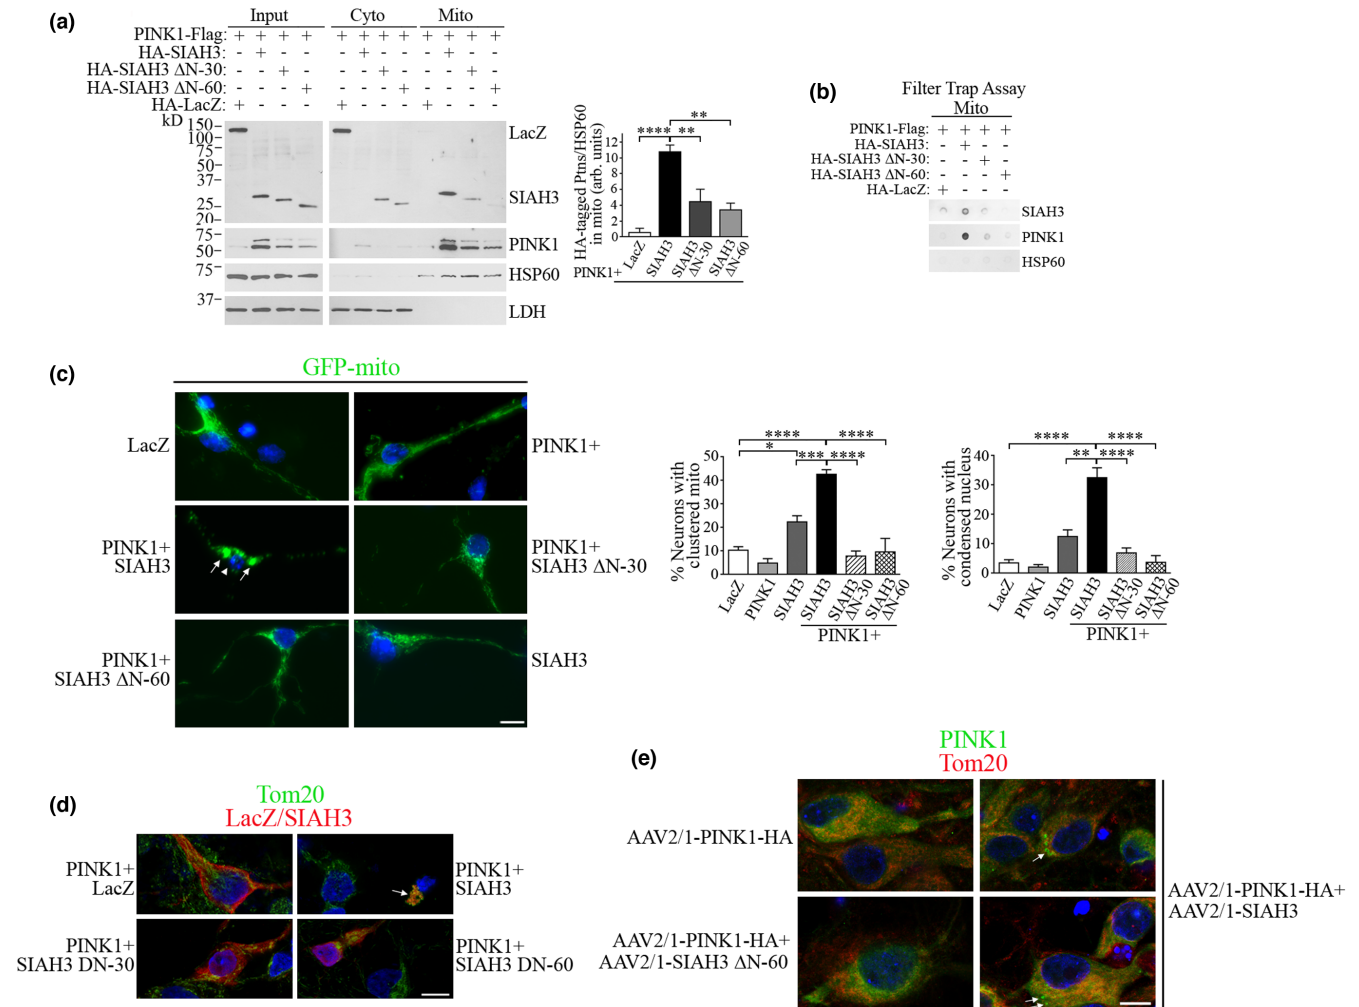 (a)
Input Cyto Mito
PINK1-Flag: + + + + + + + + + + + +
HA-SIAH3: - + - - - + - - - + - -
HA-SIAH3 ΔN-30: - - + - - - + - - - + -
HA-SIAH3 ΔN-60: - - - + - - - + - - - +
HA-LacZ: + - - - + - - - + - - -
kD 150
100
75
50
37
25
20
LacZ
SIAH3
75
50
PINK1
75
HSP60
37
LDH
HA-tagged Ptns/HSP60
in mito (arb. units)
12
10
8
6
4
2
0
**** **
**
LacZ
SIAH3
SIAH3 ΔN-30
SIAH3 ΔN-60
PINK1+
(b)
Filter Trap Assay
Mito
PINK1-Flag: + + + +
HA-SIAH3: - + - -
HA-SIAH3 ΔN-30: - - + -
HA-SIAH3 ΔN-60: - - - +
HA-LacZ: + - - -
SIAH3
PINK1
HSP60
(c)
GFP-mito
LacZ
PINK1+
PINK1+
SIAH3
PINK1+
SIAH3 ΔN-30
PINK1+
SIAH3 ΔN-60
SIAH3
% Neurons with
clustered mito
50
40
30
20
10
0
**** ****
*
*** ****
LacZ
PINK1
SIAH3
SIAH3
SIAH3 ΔN-30
SIAH3 ΔN-60
PINK1+
% Neurons with
condensed nucleus
40
30
20
10
0
**** ****
** ****
LacZ
PINK1
SIAH3
SIAH3
SIAH3 ΔN-30
SIAH3 ΔN-60
PINK1+
(d)
Tom20
LacZ/SIAH3
PINK1+
LacZ
PINK1+
SIAH3
PINK1+
SIAH3 DN-30
PINK1+
SIAH3 DN-60
(e)
PINK1
Tom20
AAV2/1-PINK1-HA
AAV2/1-PINK1-HA+
AAV2/1-SIAH3
AAV2/1-PINK1-HA+
AAV2/1-SIAH3 ΔN-60